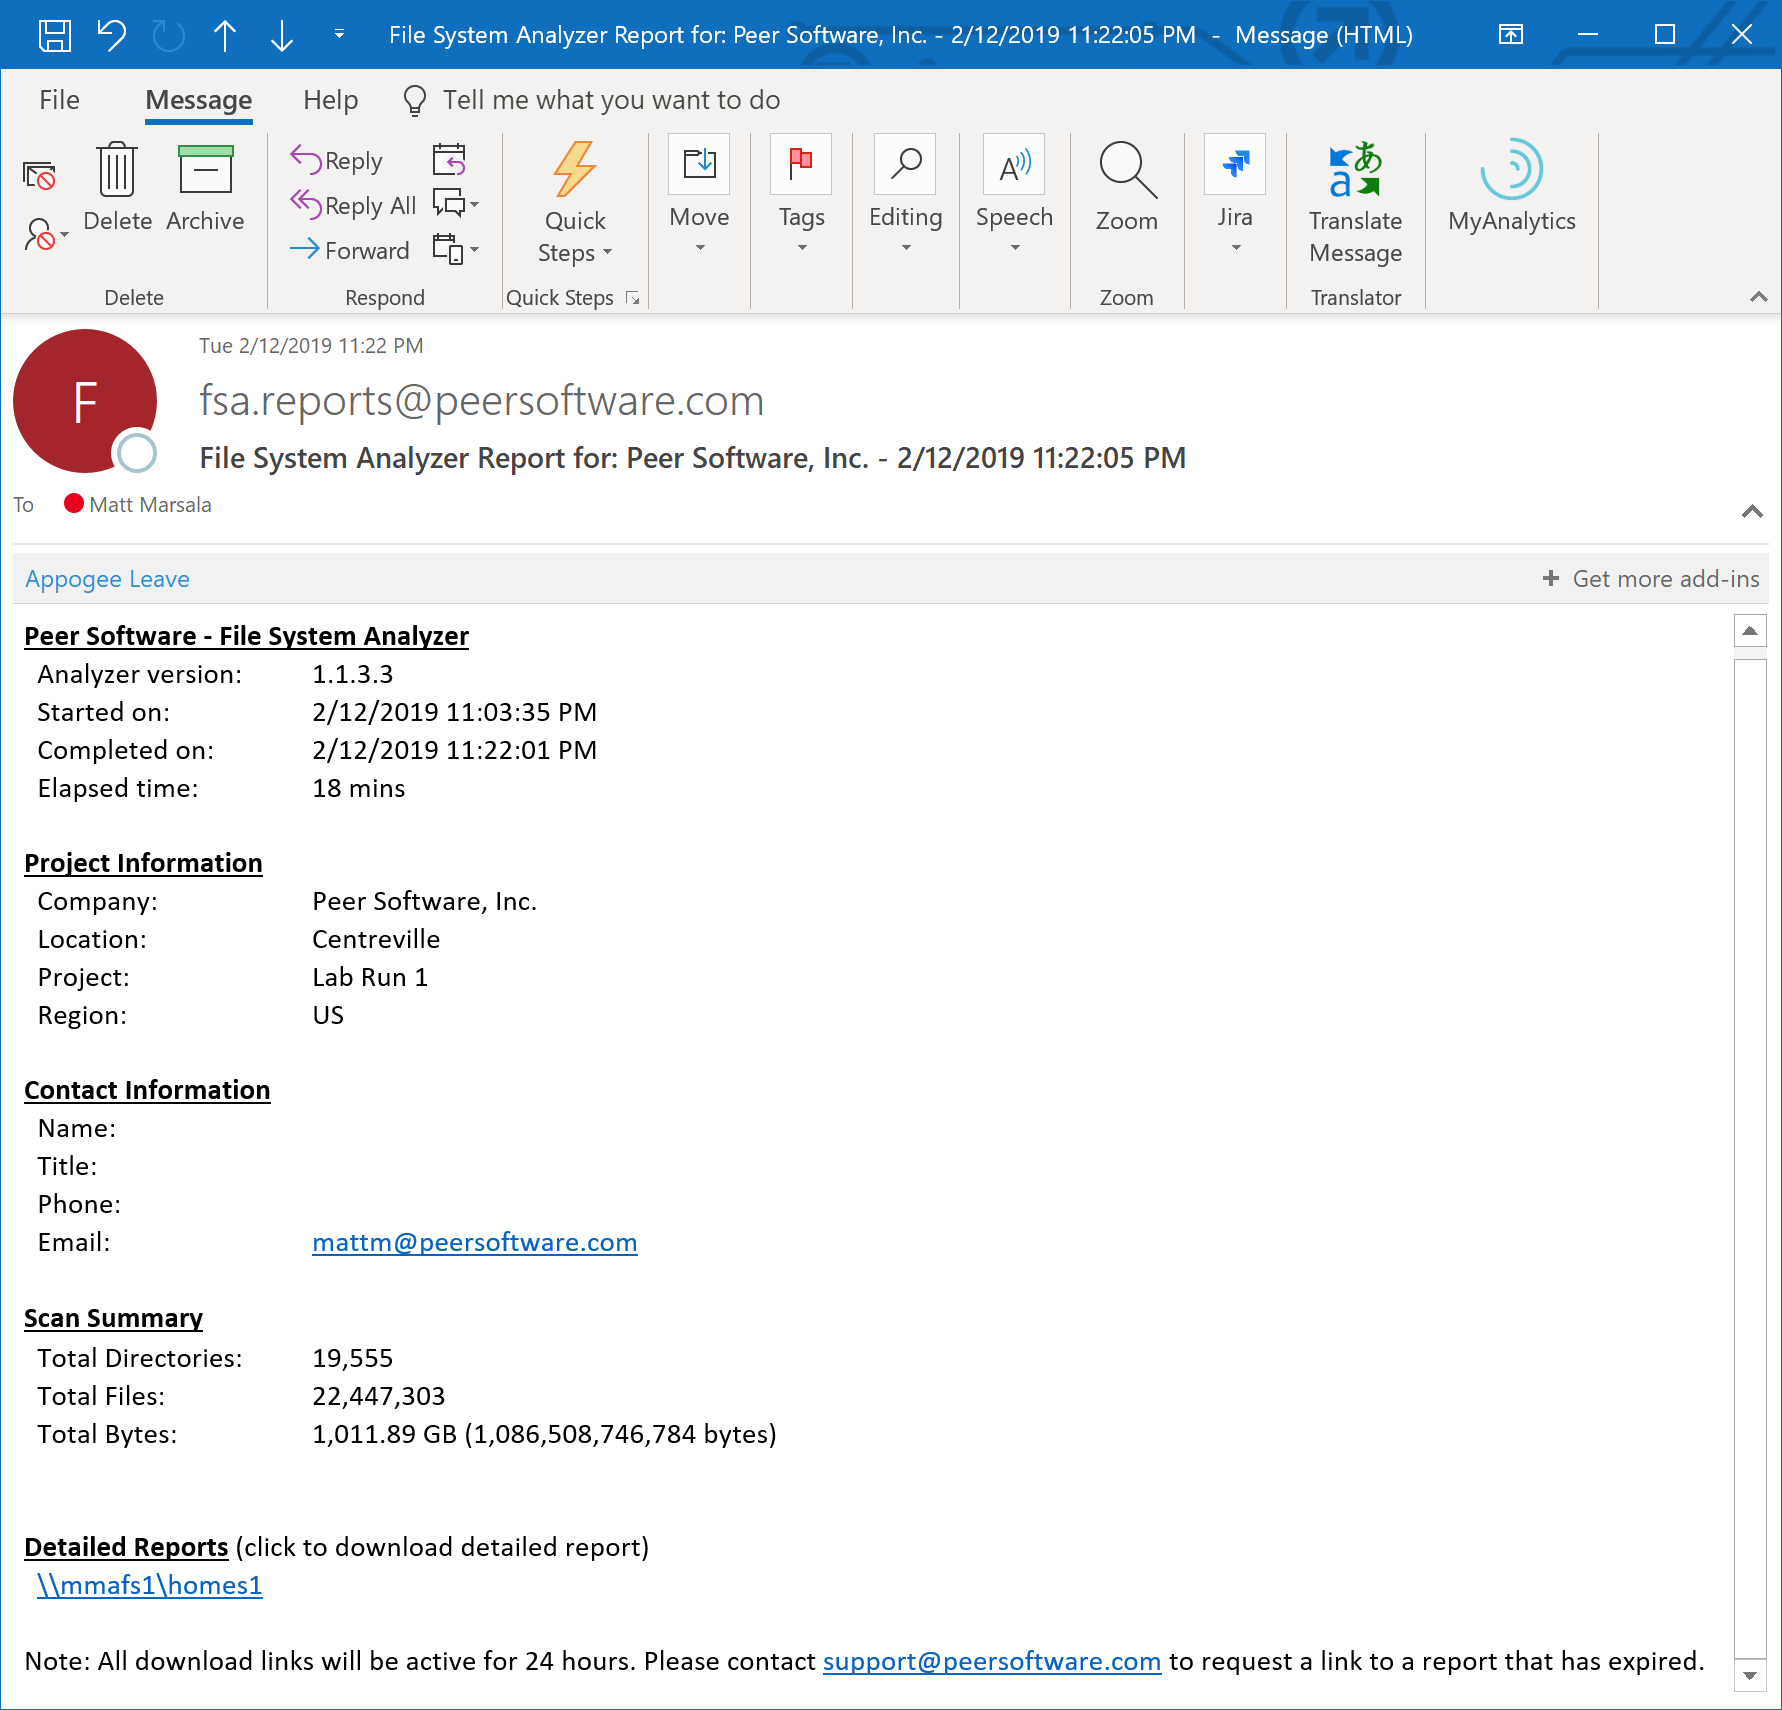 File System Analyzer Report for: Peer Software, Inc. - 2/12/2019 11:22:05 PM - Message (HTML)
File Message Help Tell me what you want to do
Delete Archive
Reply
Reply All
Forward
Quick Steps
Move Tags Editing Speech Zoom Jira
Translate Message
MyAnalytics
Delete Respond Quick Steps Zoom Translator
F
Tue 2/12/2019 11:22 PM
fsa.reports@peersoftware.com
File System Analyzer Report for: Peer Software, Inc. - 2/12/2019 11:22:05 PM
To Matt Marsala
Appogee Leave + Get more add-ins
Peer Software - File System Analyzer
Analyzer version: 1.1.3.3
Started on: 2/12/2019 11:03:35 PM
Completed on: 2/12/2019 11:22:01 PM
Elapsed time: 18 mins
Project Information
Company: Peer Software, Inc.
Location: Centreville
Project: Lab Run 1
Region: US
Contact Information
Name:
Title:
Phone:
Email: mattm@peersoftware.com
Scan Summary
Total Directories: 19,555
Total Files: 22,447,303
Total Bytes: 1,011.89 GB (1,086,508,746,784 bytes)
Detailed Reports (click to download detailed report)
\\mmafs1\homes1
Note: All download links will be active for 24 hours. Please contact support@peersoftware.com to request a link to a report that has expired.